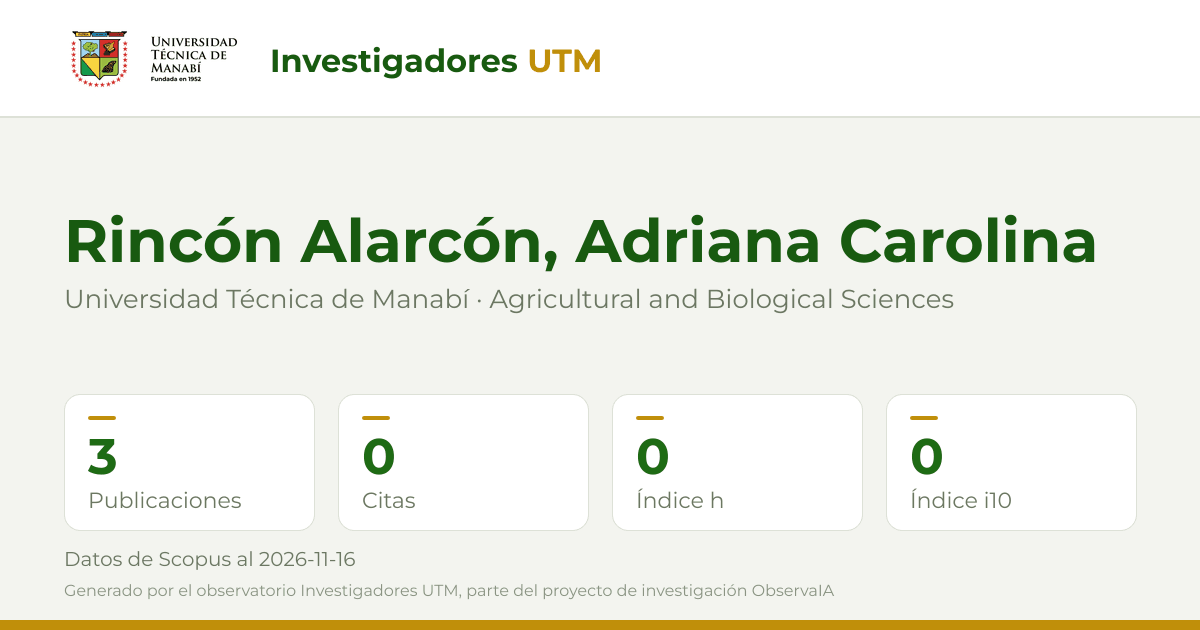 UNIVERSIDAD
TÉCNICA DE
MANABÍ
Fundada en 1952
Investigadores UTM
Rincón Alarcón, Adriana Carolina
Universidad Técnica de Manabí · Agricultural and Biological Sciences
3
Publicaciones
0
Citas
0
Índice h
0
Índice i10
Datos de Scopus al 2026-11-16
Generado por el observatorio Investigadores UTM, parte del proyecto de investigación ObservaIA